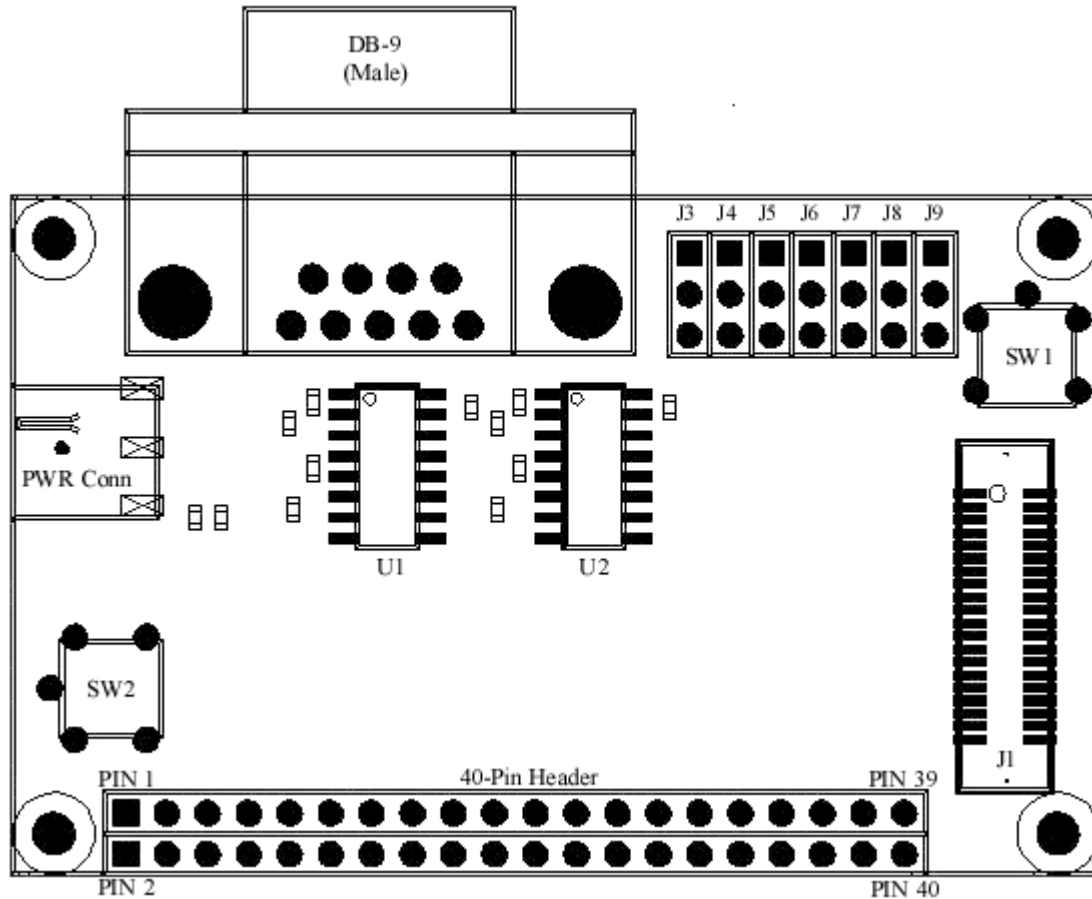 DB-9
(Male)
J3 J4 J5 J6 J7 J8 J9
SW1
PWR Conn
U1
U2
SW2
J1
PIN 1
40-Pin Header
PIN 39
PIN 2
PIN 40